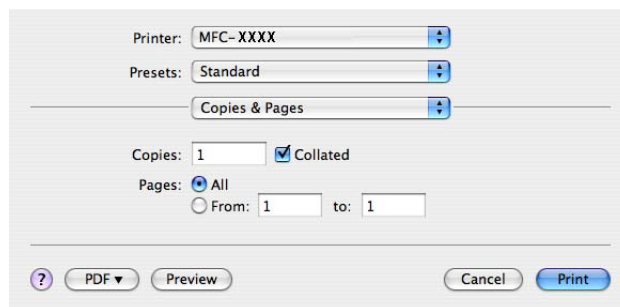 Printer: MFC-XXXX
Presets: Standard
Copies & Pages
Copies: 1 Collated
Pages: All
From: 1 to: 1
? PDF Preview Cancel Print